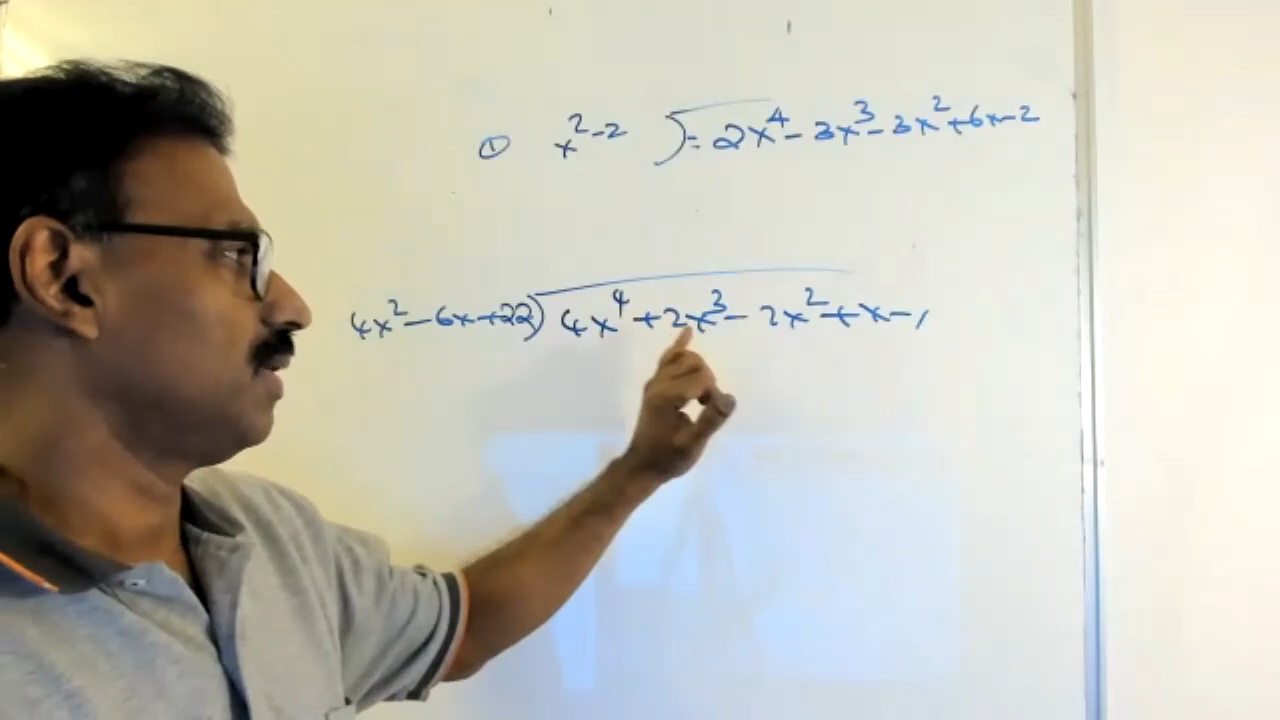 ① x²-2 )= 2x⁴- 3x³- 3x²+6x-2
4x²-6x+22) 4x⁴+2x³- 2x²+x-1